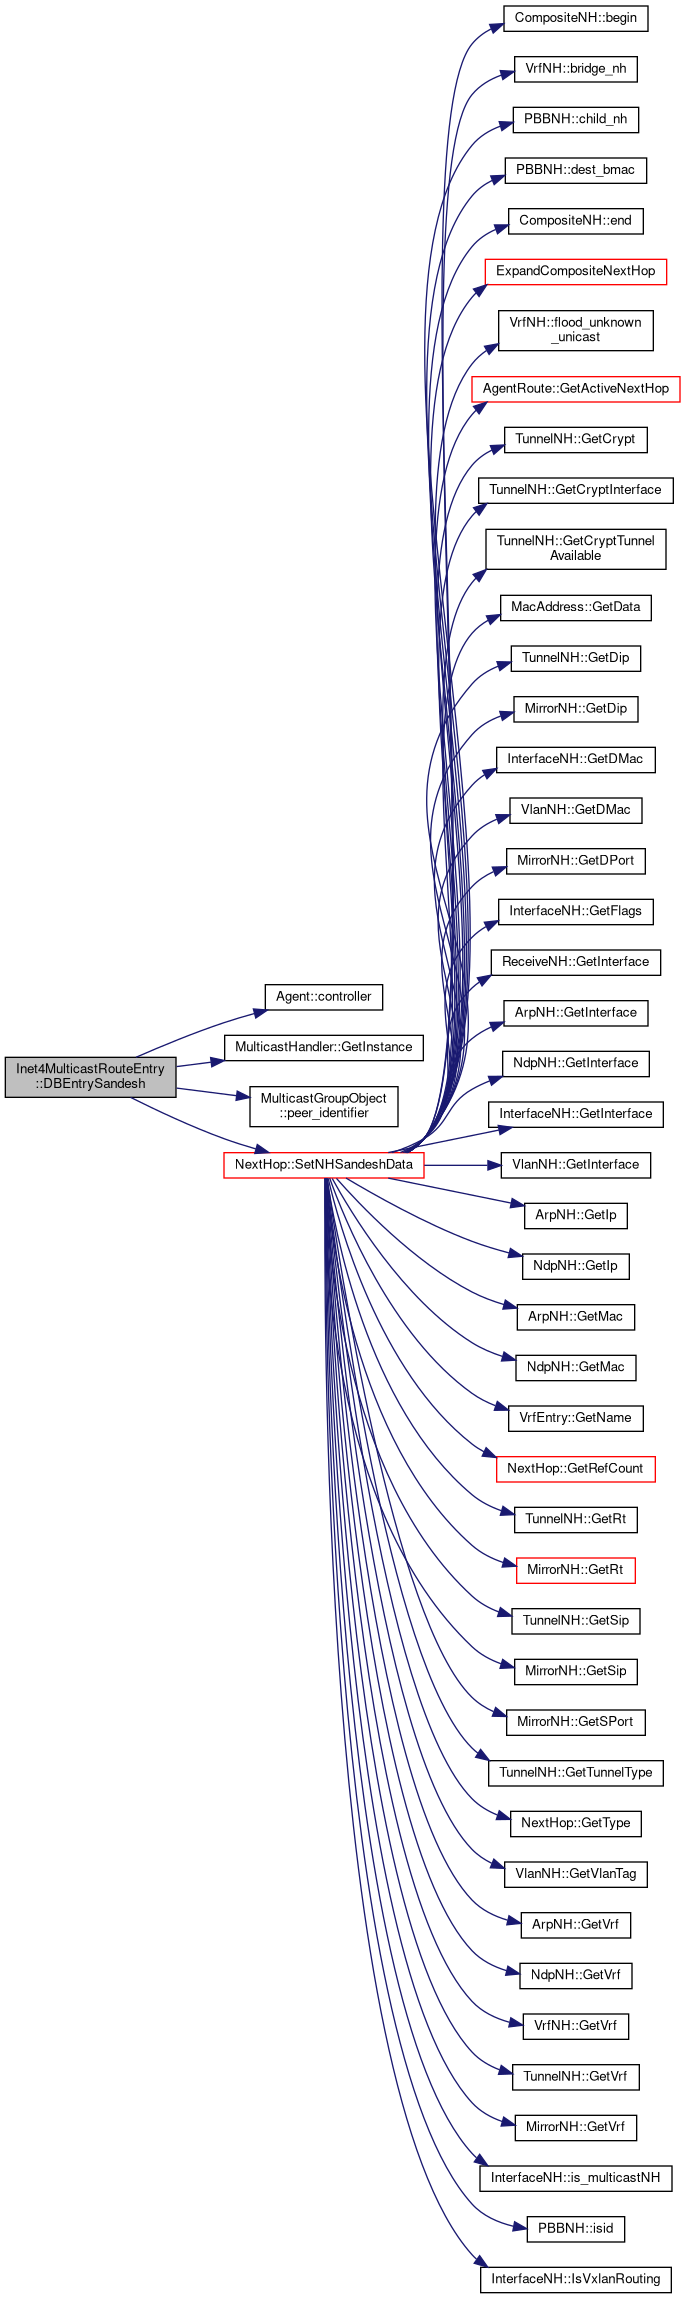 CompositeNH::begin
VrfNH::bridge_nh
PBBNH::child_nh
PBBNH::dest_bmac
CompositeNH::end
ExpandCompositeNextHop
VrfNH::flood_unknown
_unicast
AgentRoute::GetActiveNextHop
TunnelNH::GetCrypt
TunnelNH::GetCryptInterface
TunnelNH::GetCryptTunnel
Available
MacAddress::GetData
TunnelNH::GetDip
MirrorNH::GetDip
InterfaceNH::GetDMac
VlanNH::GetDMac
MirrorNH::GetDPort
InterfaceNH::GetFlags
ReceiveNH::GetInterface
Agent::controller
ArpNH::GetInterface
MulticastHandler::GetInstance
NdpNH::GetInterface
Inet4MulticastRouteEntry
::DBEntrySandesh
MulticastGroupObject
::peer_identifier
InterfaceNH::GetInterface
NextHop::SetNHSandeshData
VlanNH::GetInterface
ArpNH::GetIp
NdpNH::GetIp
ArpNH::GetMac
NdpNH::GetMac
VrfEntry::GetName
NextHop::GetRefCount
TunnelNH::GetRt
MirrorNH::GetRt
TunnelNH::GetSip
MirrorNH::GetSip
MirrorNH::GetSPort
TunnelNH::GetTunnelType
NextHop::GetType
VlanNH::GetVlanTag
ArpNH::GetVrf
NdpNH::GetVrf
VrfNH::GetVrf
TunnelNH::GetVrf
MirrorNH::GetVrf
InterfaceNH::is_multicastNH
PBBNH::isid
InterfaceNH::IsVxlanRouting